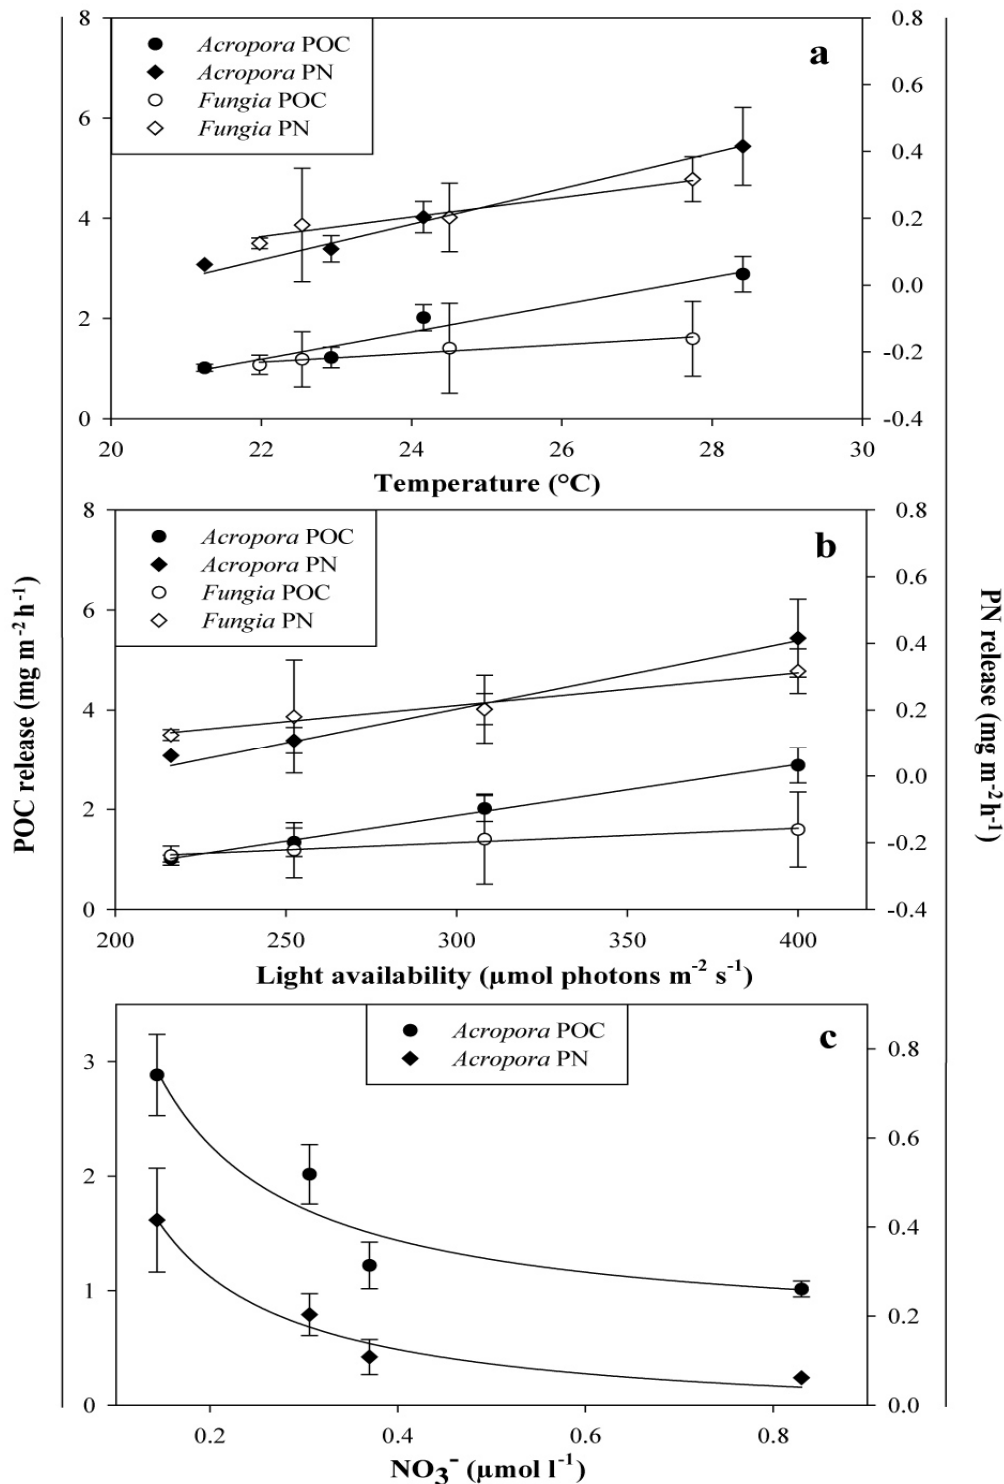 8
6
4
2
0
Acropora POC
Acropora PN
Fungia POC
Fungia PN
a
0.8
0.6
0.4
0.2
0.0
-0.2
-0.4
20 22 24 26 28 30
Temperature (°C)
8
6
4
2
0
Acropora POC
Acropora PN
Fungia POC
Fungia PN
b
0.8
0.6
0.4
0.2
0.0
-0.2
-0.4
200 250 300 350 400
Light availability (µmol photons m⁻² s⁻¹)
POC release (mg m⁻² h⁻¹)
PN release (mg m⁻² h⁻¹)
3
2
1
0
Acropora POC
Acropora PN
c
0.8
0.6
0.4
0.2
0.0
0.2 0.4 0.6 0.8
NO₃⁻ (µmol l⁻¹)